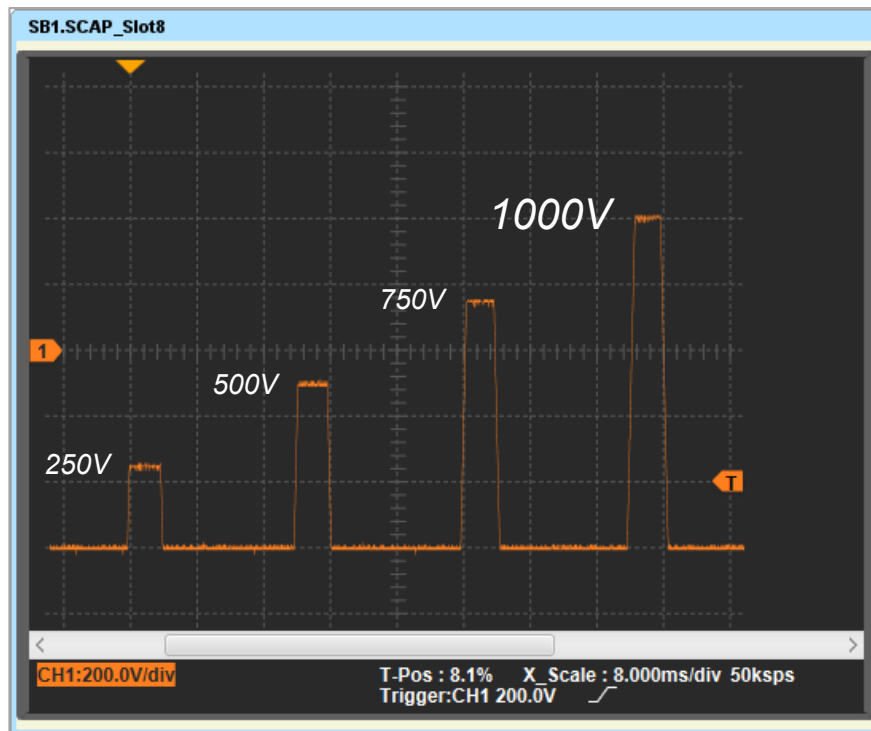 SB1.SCAP_Slot8
1000V
750V
1
500V
250V
T
CH1:200.0V/div T-Pos : 8.1% X_Scale : 8.000ms/div 50ksps
Trigger:CH1 200.0V